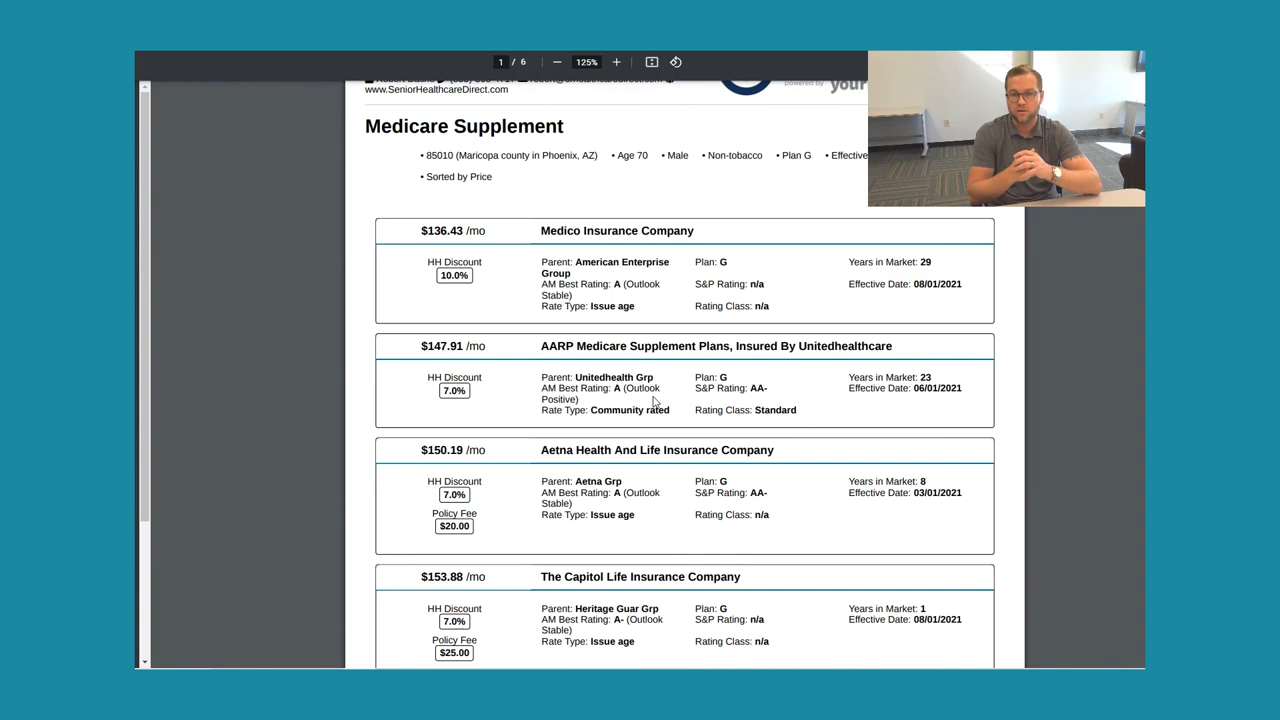 1 / 6 125%
www.SeniorHealthcareDirect.com
powered by your
Medicare Supplement
• 85010 (Maricopa county in Phoenix, AZ) • Age 70 • Male • Non-tobacco • Plan G • Effective
• Sorted by Price
$136.43 /mo Medico Insurance Company
HH Discount
10.0%
Parent: American Enterprise
Group
AM Best Rating: A (Outlook
Stable)
Rate Type: Issue age
Plan: G
S&P Rating: n/a
Rating Class: n/a
Years in Market: 29
Effective Date: 08/01/2021
$147.91 /mo AARP Medicare Supplement Plans, Insured By Unitedhealthcare
HH Discount
7.0%
Parent: Unitedhealth Grp
AM Best Rating: A (Outlook
Positive)
Rate Type: Community rated
Plan: G
S&P Rating: AA-
Rating Class: Standard
Years in Market: 23
Effective Date: 06/01/2021
$150.19 /mo Aetna Health And Life Insurance Company
HH Discount
7.0%
Policy Fee
$20.00
Parent: Aetna Grp
AM Best Rating: A (Outlook
Stable)
Rate Type: Issue age
Plan: G
S&P Rating: AA-
Rating Class: n/a
Years in Market: 8
Effective Date: 03/01/2021
$153.88 /mo The Capitol Life Insurance Company
HH Discount
7.0%
Policy Fee
$25.00
Parent: Heritage Guar Grp
AM Best Rating: A- (Outlook
Stable)
Rate Type: Issue age
Plan: G
S&P Rating: n/a
Rating Class: n/a
Years in Market: 1
Effective Date: 08/01/2021